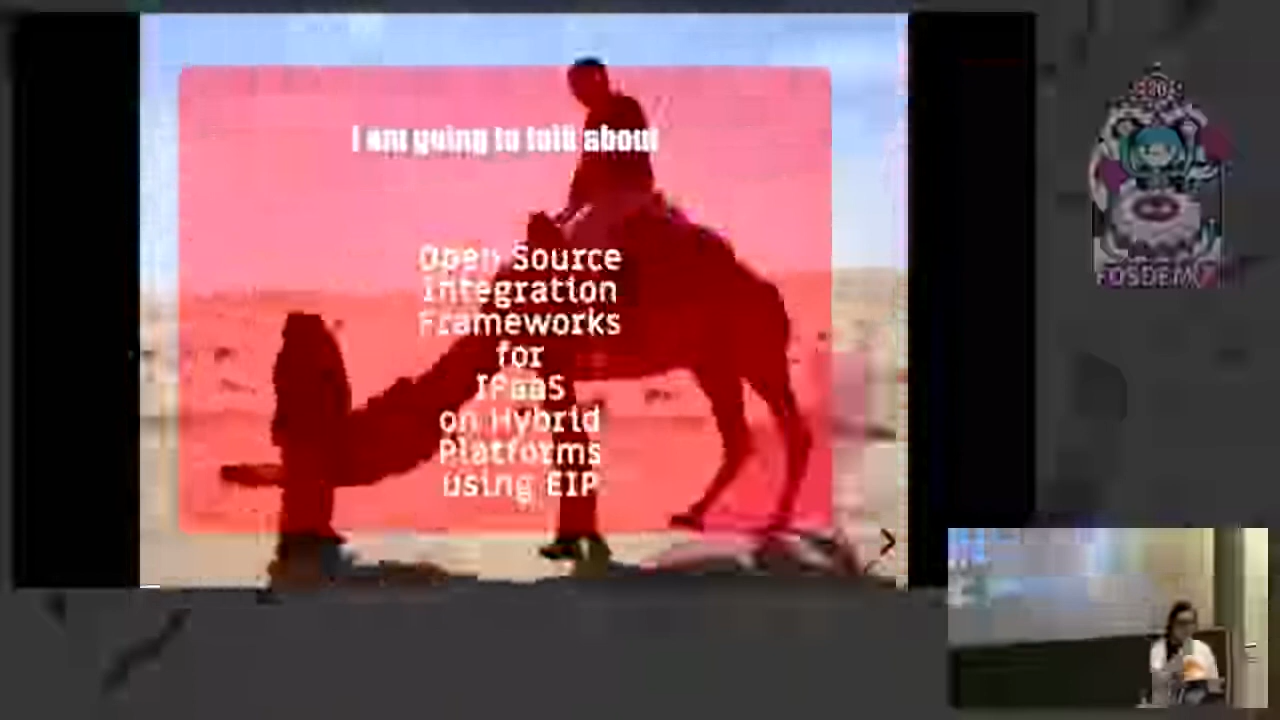 I am going to talk about
Open Source
Integration
Frameworks
for
IPaaS
on Hybrid
Platforms
using EIP
FOSDEM